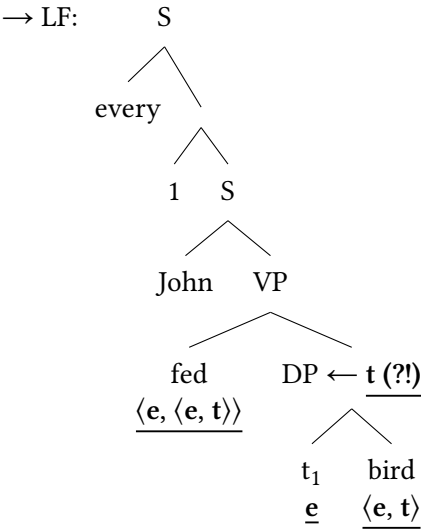 → LF: S
every
1 S
John VP
fed DP ← t (?!)
⟨e, ⟨e, t⟩⟩
t₁ bird
e ⟨e, t⟩